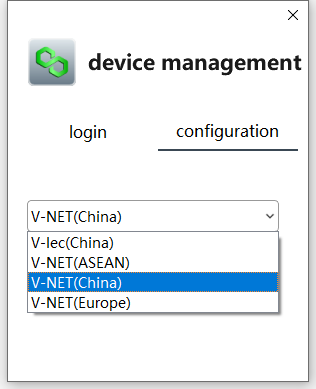 device management
login
configuration
V-NET(China)
V-lec(China)
V-NET(ASEAN)
V-NET(China)
V-NET(Europe)